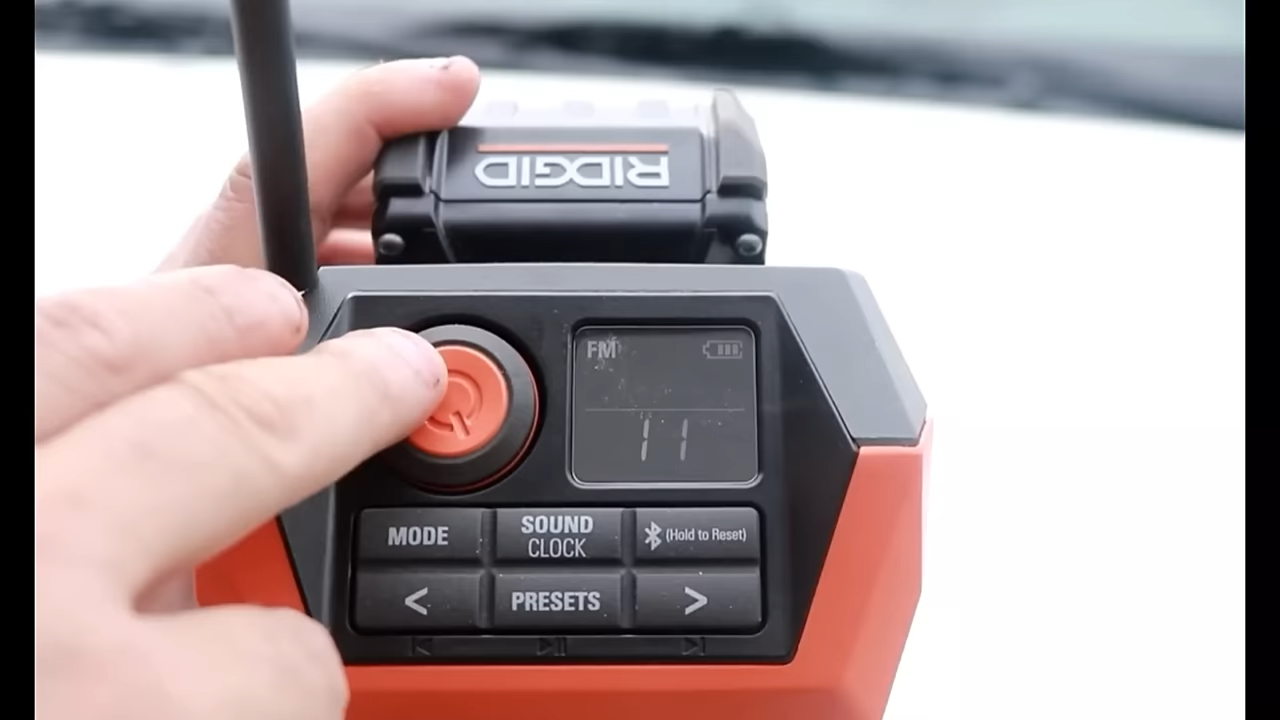 RIDGID
FM
11
MODE
SOUND
CLOCK
(Hold to Reset)
<
PRESETS
>